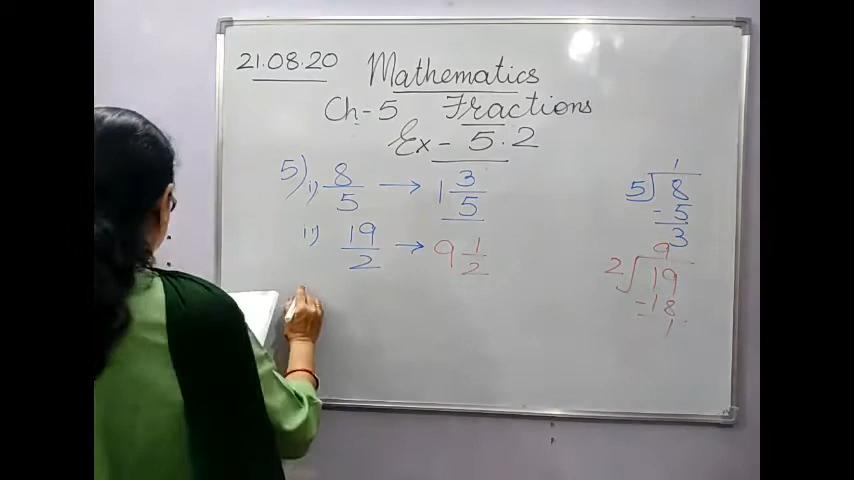 21.08.20
Mathematics
Ch-5 Fractions
Ex- 5.2
5) i) 8/5 → 1 3/5
ii) 19/2 → 9 1/2
1
5) 8
- 5
3
9
2) 19
- 18
1